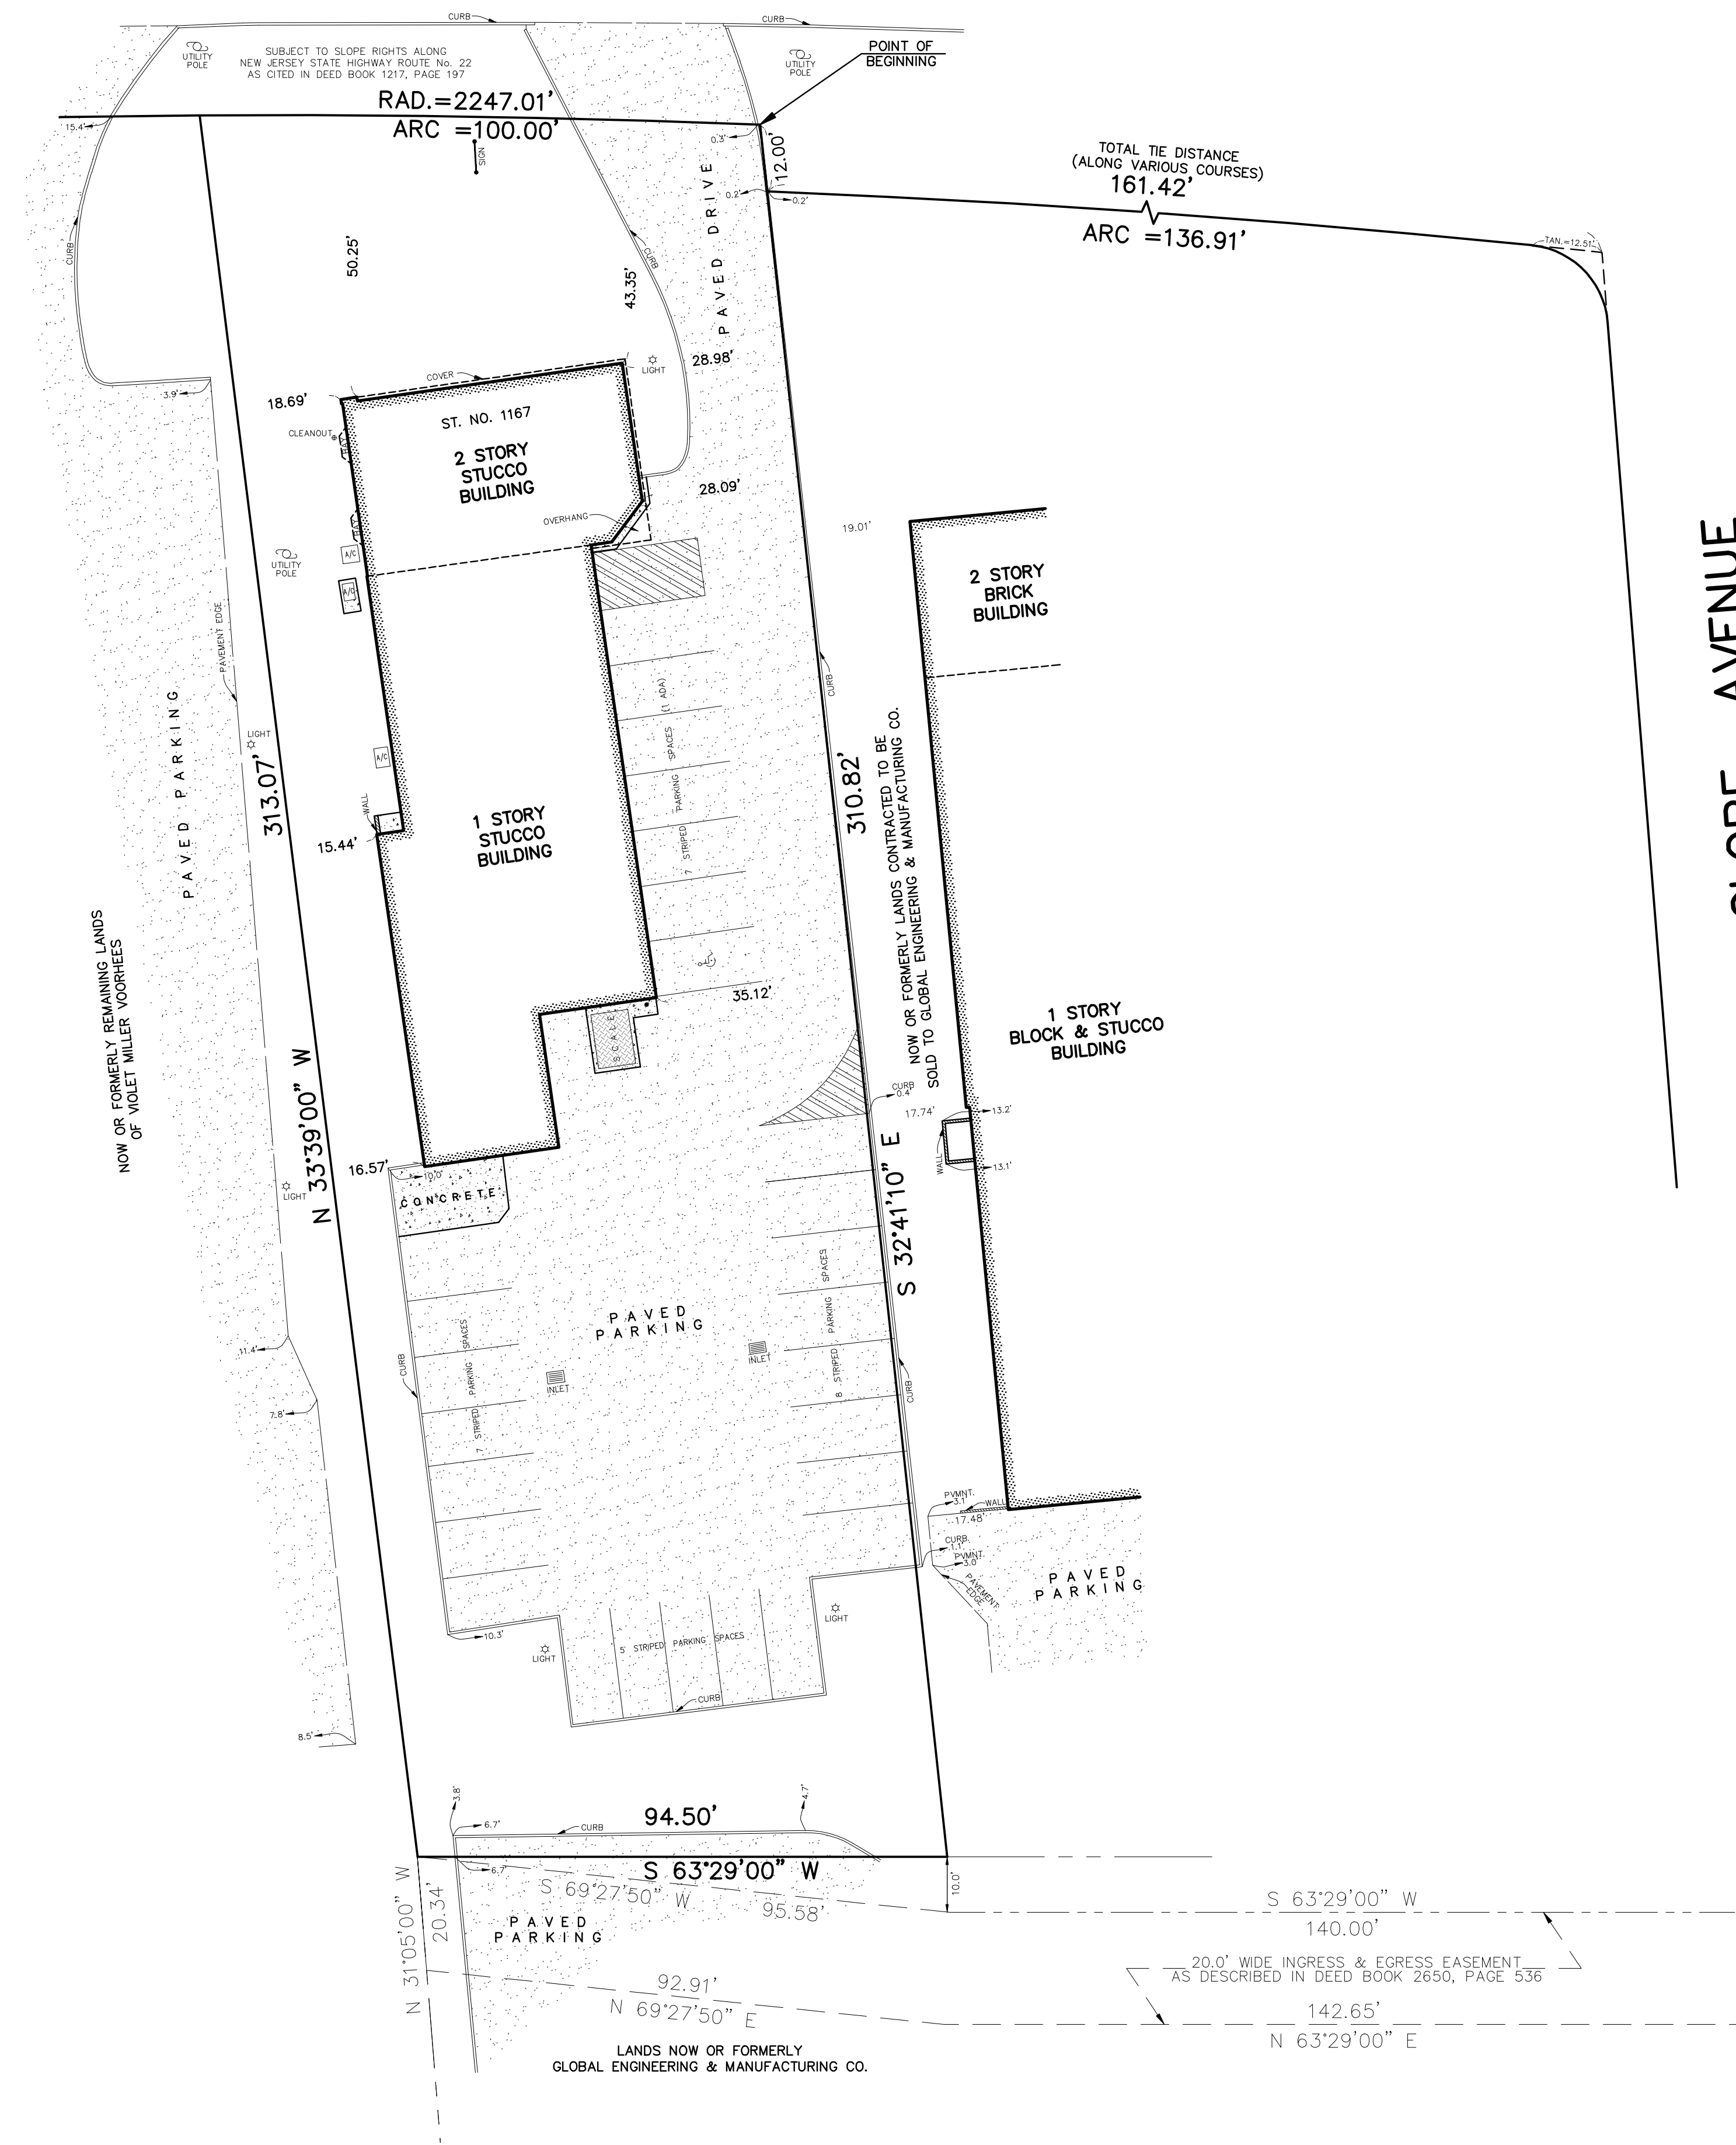 CURB
CURB
UTILITY
POLE
SUBJECT TO SLOPE RIGHTS ALONG
NEW JERSEY STATE HIGHWAY ROUTE No. 22
AS CITED IN DEED BOOK 1217, PAGE 197
UTILITY
POLE
POINT OF
BEGINNING
RAD.=2247.01'
ARC =100.00'
15.4'
SIGN
0.3'
12.00'
0.2'
0.2'
TOTAL TIE DISTANCE
(ALONG VARIOUS COURSES)
161.42'
ARC =136.91'
TAN.=12.51'
CURB
50.25'
43.35'
CURB
PAVED DRIVE
28.98'
LIGHT
COVER
3.9'
18.69'
CLEANOUT
BAY
ST. NO. 1167
2 STORY
STUCCO
BUILDING
28.09'
OVERHANG
BAY
A/C
UTILITY
POLE
A/C
19.01'
2 STORY
BRICK
BUILDING
AVENUE
PAVEMENT EDGE
PAVED PARKING
LIGHT
313.07'
A/C
WALL
15.44'
1 STORY
STUCCO
BUILDING
7 STRIPED PARKING SPACES (1 ADA)
CURB
310.82'
NOW OR FORMERLY LANDS CONTRACTED TO BE
SOLD TO GLOBAL ENGINEERING & MANUFACTURING CO.
NOW OR FORMERLY REMAINING LANDS
OF VIOLET MILLER VOORHEES
35.12'
SCALE
1 STORY
BLOCK & STUCCO
BUILDING
N 33°39'00" W
CURB
0.4'
17.74'
13.2'
WALL
13.1'
16.57'
10.0'
CONCRETE
LIGHT
S 32°41'10" E
PAVED
PARKING
8 STRIPED PARKING SPACES
7 STRIPED PARKING SPACES
CURB
INLET
INLET
CURB
11.4'
7.8'
PVMNT.
3.1'
WALL
17.48'
CURB
1.1'
PVMNT.
3.0'
PAVEMENT
EDGE
PAVED
PARKING
10.3'
LIGHT
5 STRIPED PARKING SPACES
LIGHT
CURB
8.5'
3.8'
6.7'
CURB
94.50'
4.7'
6.7'
S 63°29'00" W
S 69°27'50" W
95.58'
10.0'
N 31°05'00" W
20.34'
PAVED
PARKING
S 63°29'00" W
140.00'
20.0' WIDE INGRESS & EGRESS EASEMENT
AS DESCRIBED IN DEED BOOK 2650, PAGE 536
92.91'
N 69°27'50" E
142.65'
N 63°29'00" E
LANDS NOW OR FORMERLY
GLOBAL ENGINEERING & MANUFACTURING CO.